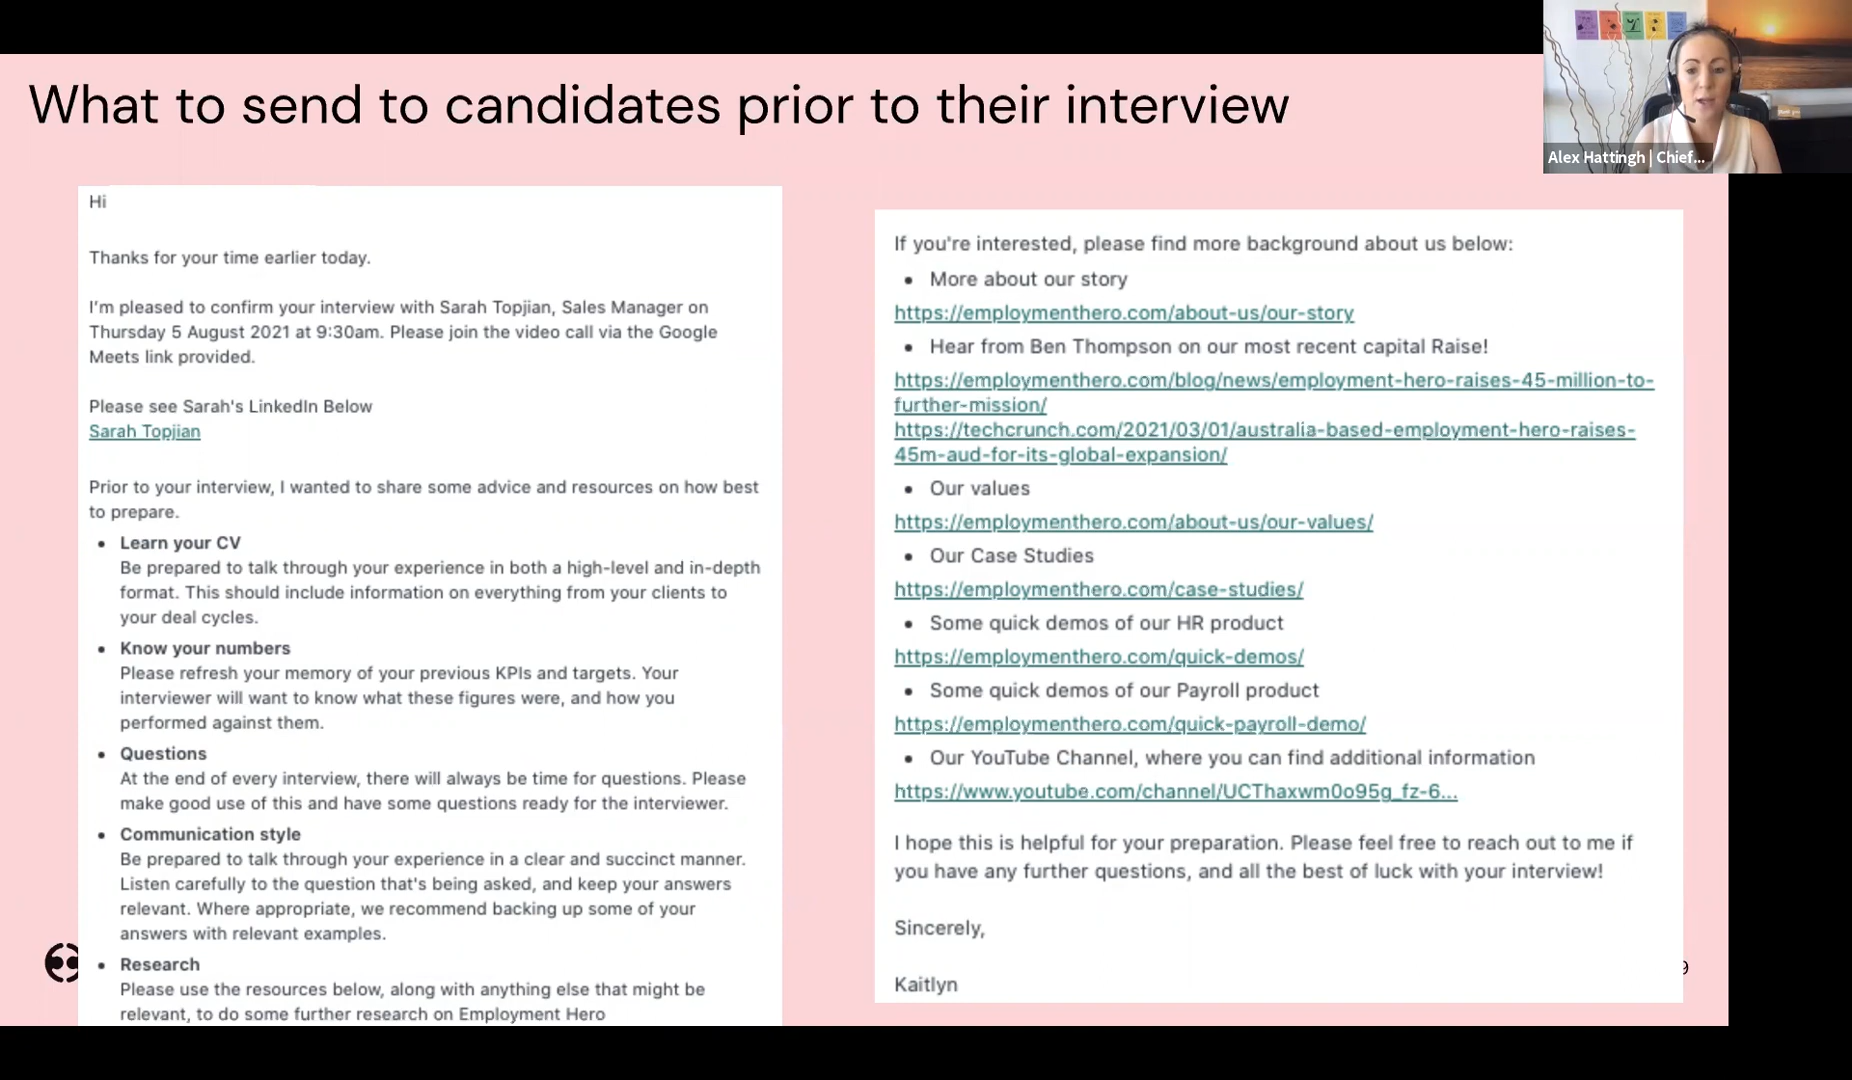 What to send to candidates prior to their interview
Alex Hattingh | Chief...
Hi
Thanks for your time earlier today.
I'm pleased to confirm your interview with Sarah Topjian, Sales Manager on
Thursday 5 August 2021 at 9:30am. Please join the video call via the Google
Meets link provided.
Please see Sarah's LinkedIn Below
Sarah Topjian
Prior to your interview, I wanted to share some advice and resources on how best
to prepare.
• Learn your CV
Be prepared to talk through your experience in both a high-level and in-depth
format. This should include information on everything from your clients to
your deal cycles.
• Know your numbers
Please refresh your memory of your previous KPIs and targets. Your
interviewer will want to know what these figures were, and how you
performed against them.
• Questions
At the end of every interview, there will always be time for questions. Please
make good use of this and have some questions ready for the interviewer.
• Communication style
Be prepared to talk through your experience in a clear and succinct manner.
Listen carefully to the question that's being asked, and keep your answers
relevant. Where appropriate, we recommend backing up some of your
answers with relevant examples.
• Research
Please use the resources below, along with anything else that might be
relevant, to do some further research on Employment Hero
If you're interested, please find more background about us below:
• More about our story
https://employmenthero.com/about-us/our-story
• Hear from Ben Thompson on our most recent capital Raise!
https://employmenthero.com/blog/news/employment-hero-raises-45-million-to-
further-mission/
https://techcrunch.com/2021/03/01/australia-based-employment-hero-raises-
45m-aud-for-its-global-expansion/
• Our values
https://employmenthero.com/about-us/our-values/
• Our Case Studies
https://employmenthero.com/case-studies/
• Some quick demos of our HR product
https://employmenthero.com/quick-demos/
• Some quick demos of our Payroll product
https://employmenthero.com/quick-payroll-demo/
• Our YouTube Channel, where you can find additional information
https://www.youtube.com/channel/UCThaxwm0o95g_fz-6...
I hope this is helpful for your preparation. Please feel free to reach out to me if
you have any further questions, and all the best of luck with your interview!
Sincerely,
Kaitlyn